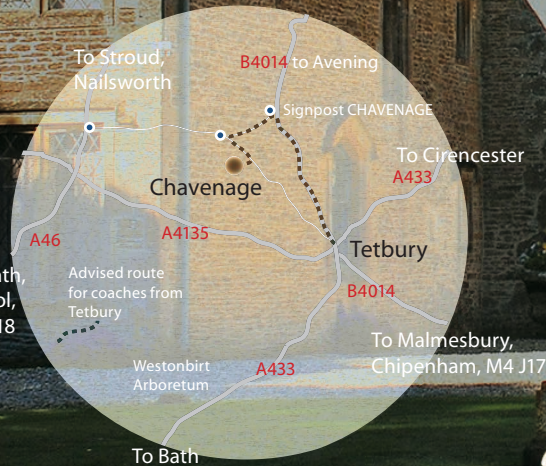 To Stroud,
Nailsworth
B4014 to Avening
Signpost CHAVENAGE
To Cirencester
A433
Chavenage
A46
A4135
Tetbury
Advised route
for coaches from
Tetbury
B4014
18
To Malmesbury,
Chipenham, M4 J17
Westonbirt
Arboretum
A433
To Bath